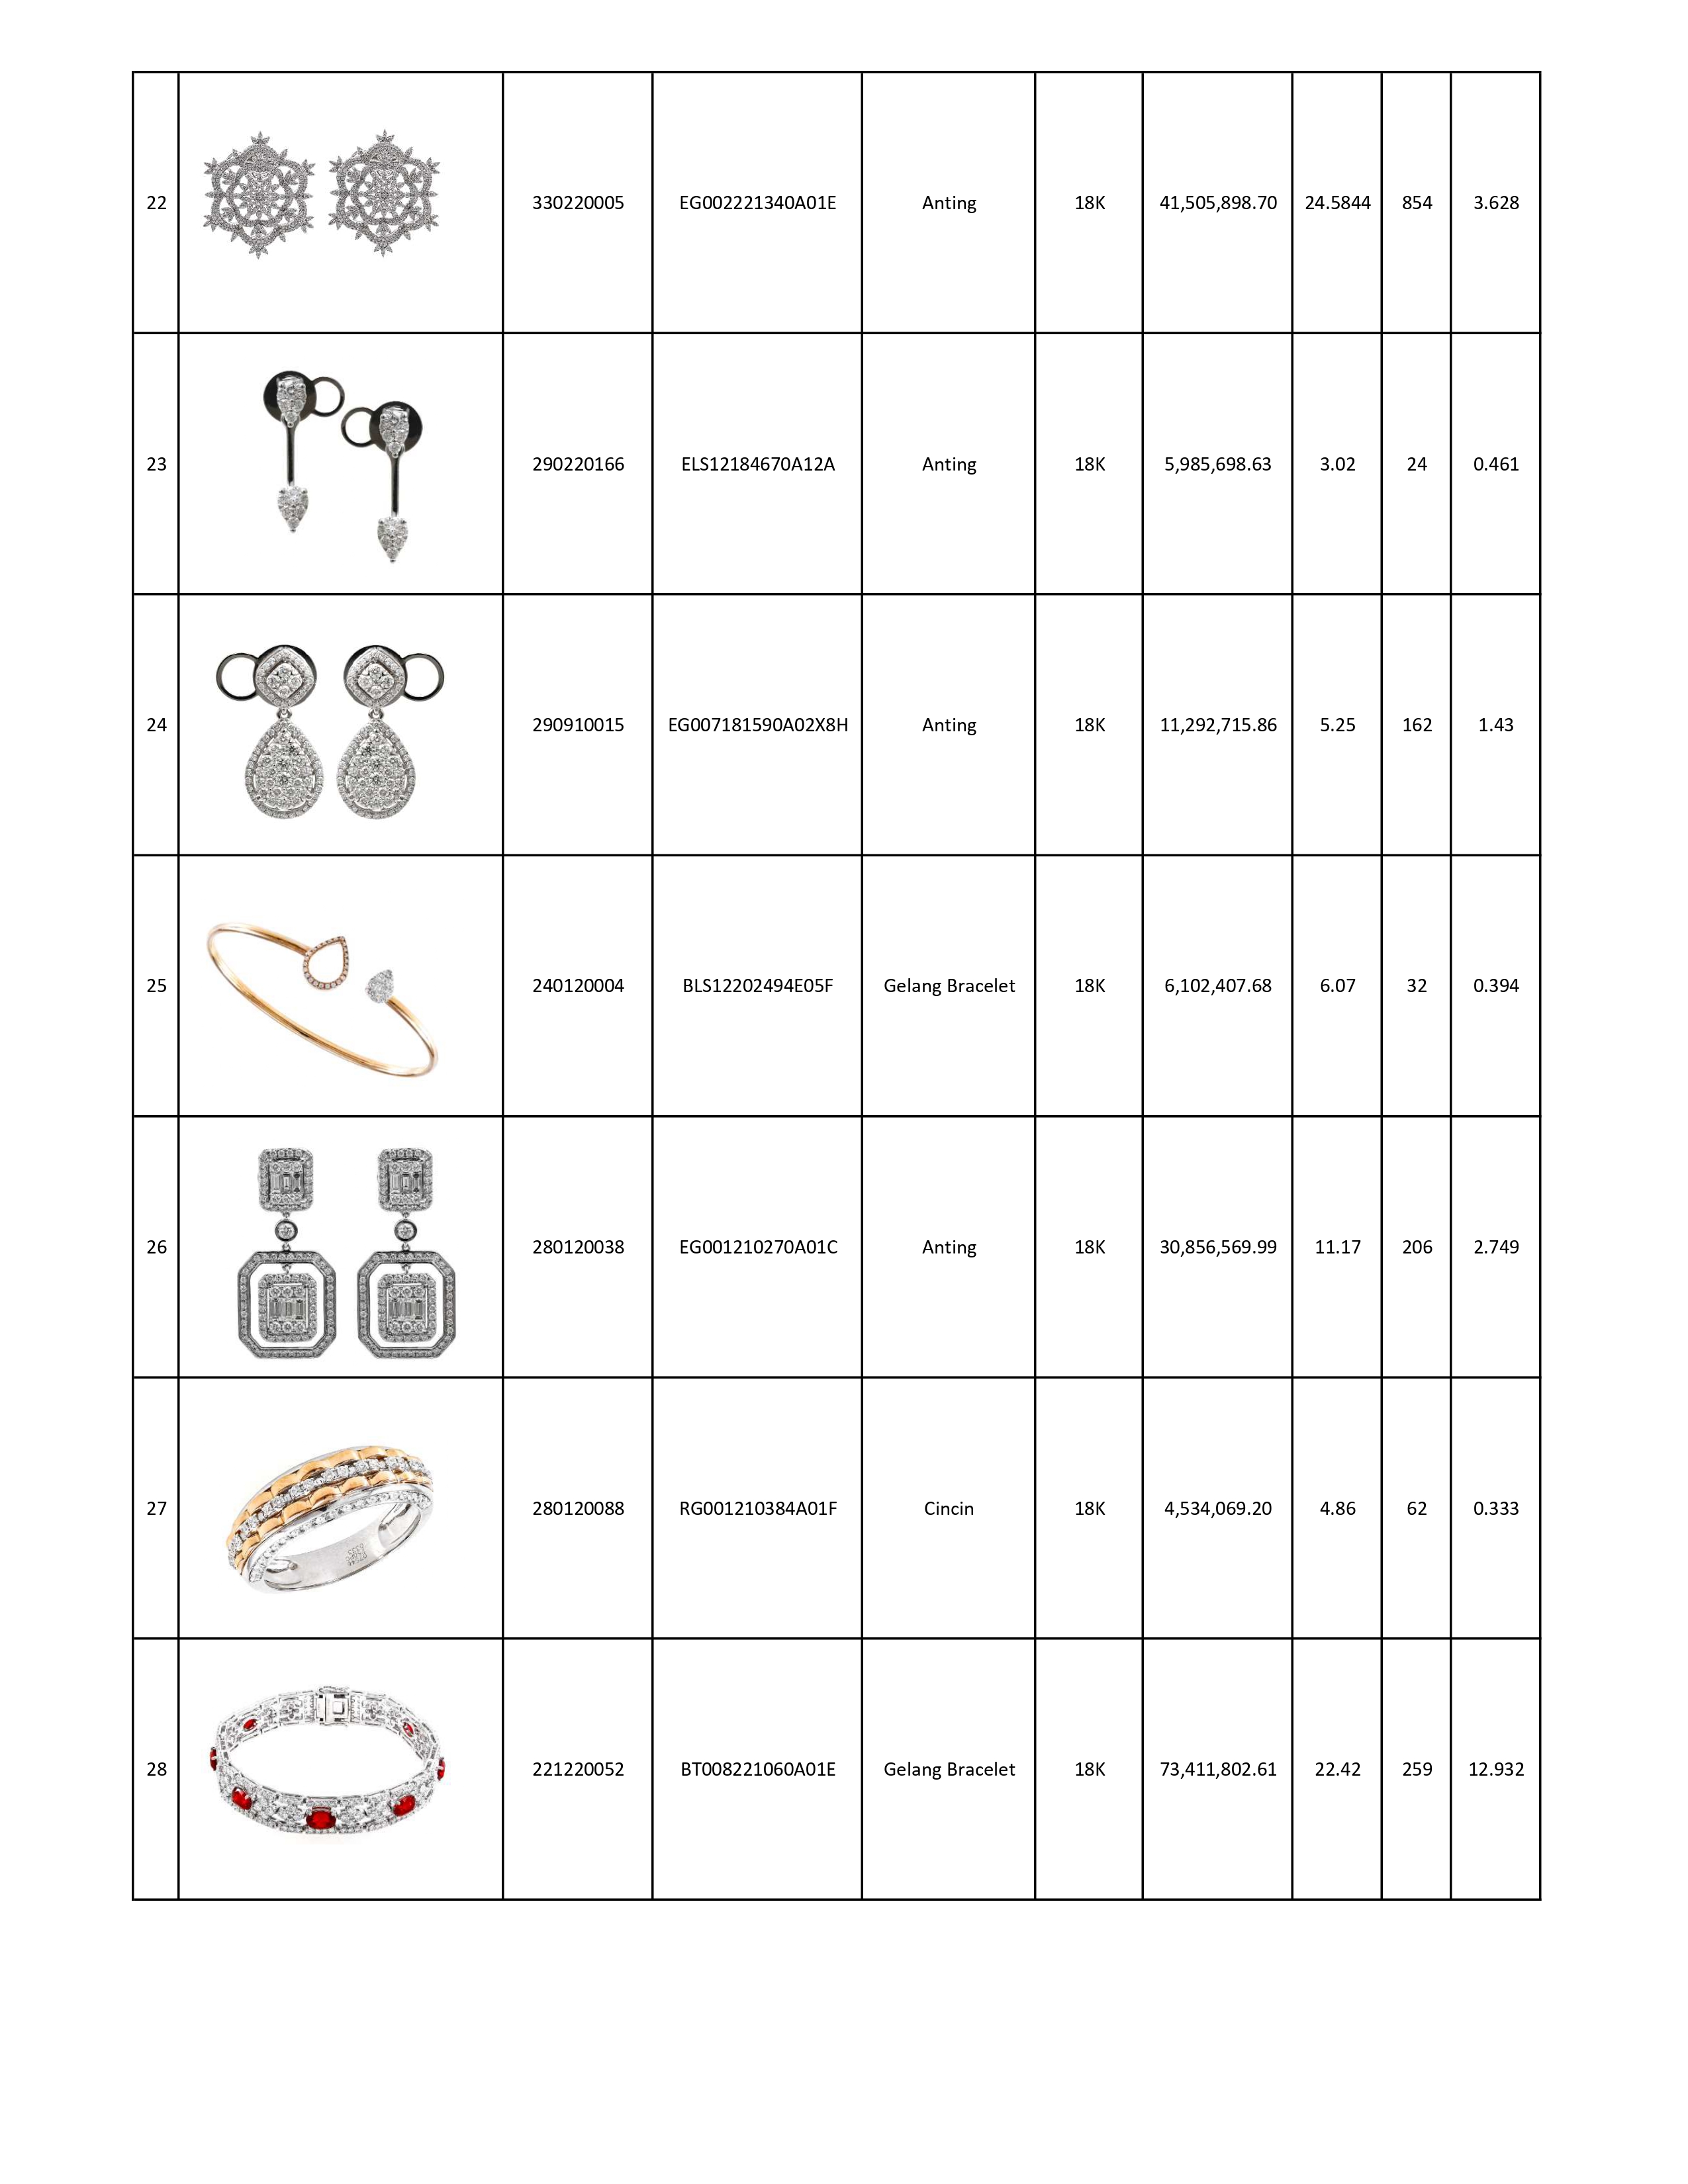 22 330220005 EG002221340A01E Anting 18K 41,505,898.70 24.5844 854 3.628
23 290220166 ELS12184670A12A Anting 18K 5,985,698.63 3.02 24 0.461
24 290910015 EG007181590A02X8H Anting 18K 11,292,715.86 5.25 162 1.43
25 240120004 BLS12202494E05F Gelang Bracelet 18K 6,102,407.68 6.07 32 0.394
26 280120038 EG001210270A01C Anting 18K 30,856,569.99 11.17 206 2.749
27 280120088 RG001210384A01F Cincin 18K 4,534,069.20 4.86 62 0.333
28 221220052 BT008221060A01E Gelang Bracelet 18K 73,411,802.61 22.42 259 12.932